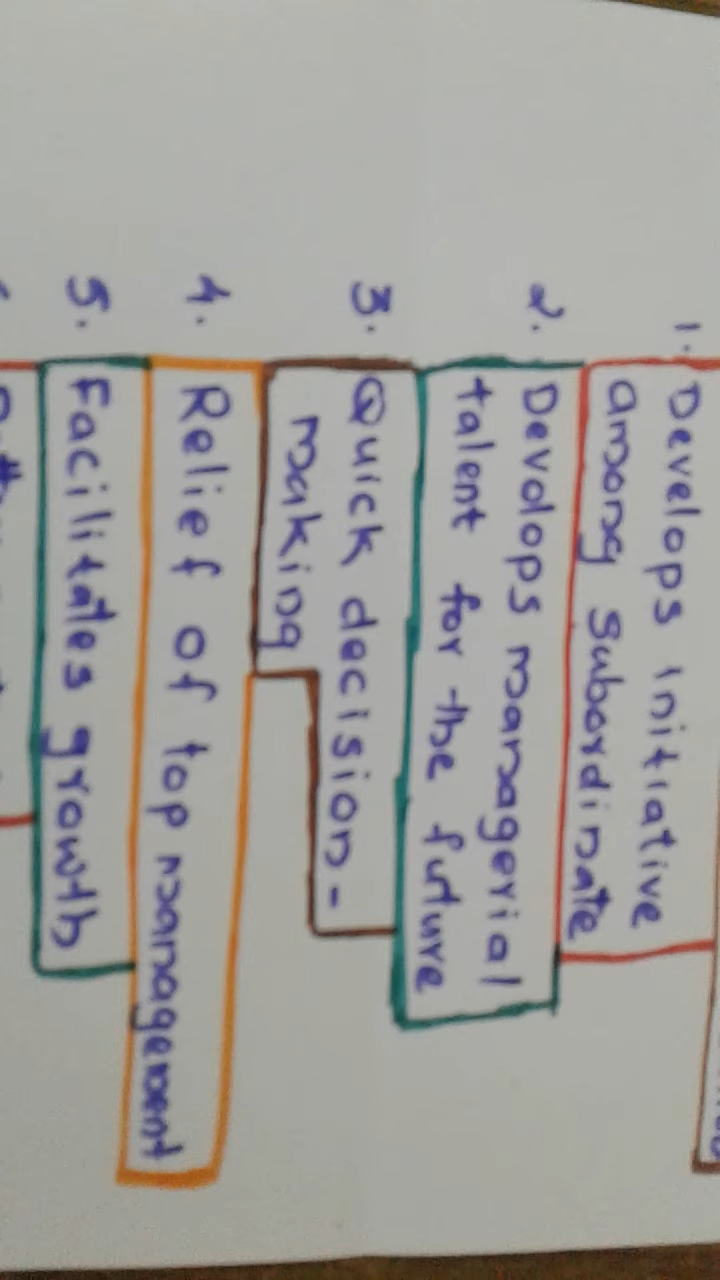 1. Develops initiative
among subordinate
2. Devolops managerial
talent for the future
3. Quick decision-
making
4. Relief of top management
5. Facilitates growth